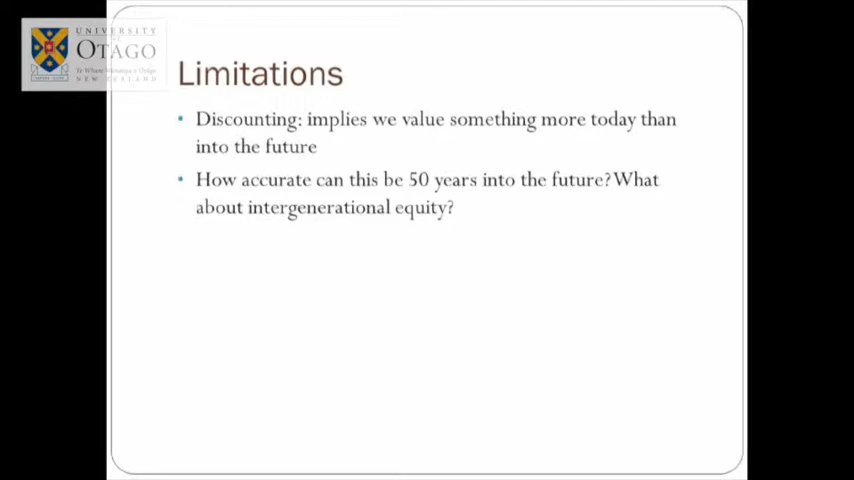 UNIVERSITY
OTAGO
NEW ZEALAND
Limitations
• Discounting: implies we value something more today than
into the future
• How accurate can this be 50 years into the future? What
about intergenerational equity?